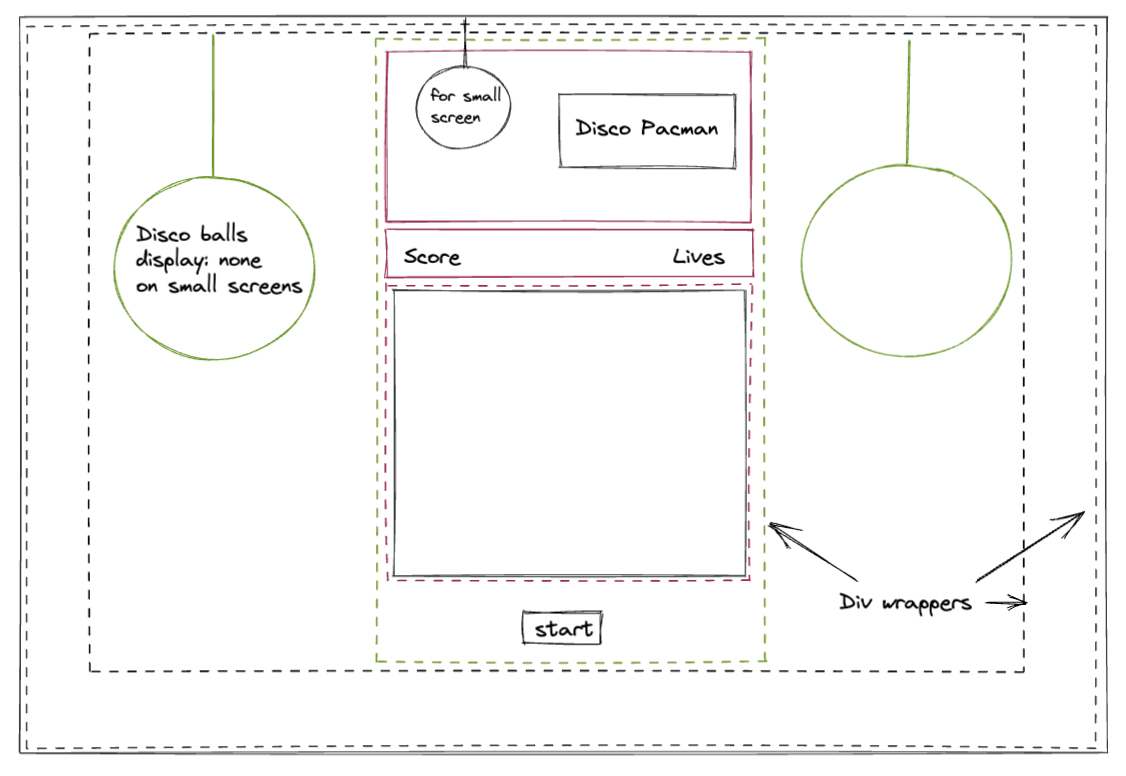 for small
screen
Disco Pacman
Disco balls
display: none
on small screens
Score
Lives
start
Div wrappers